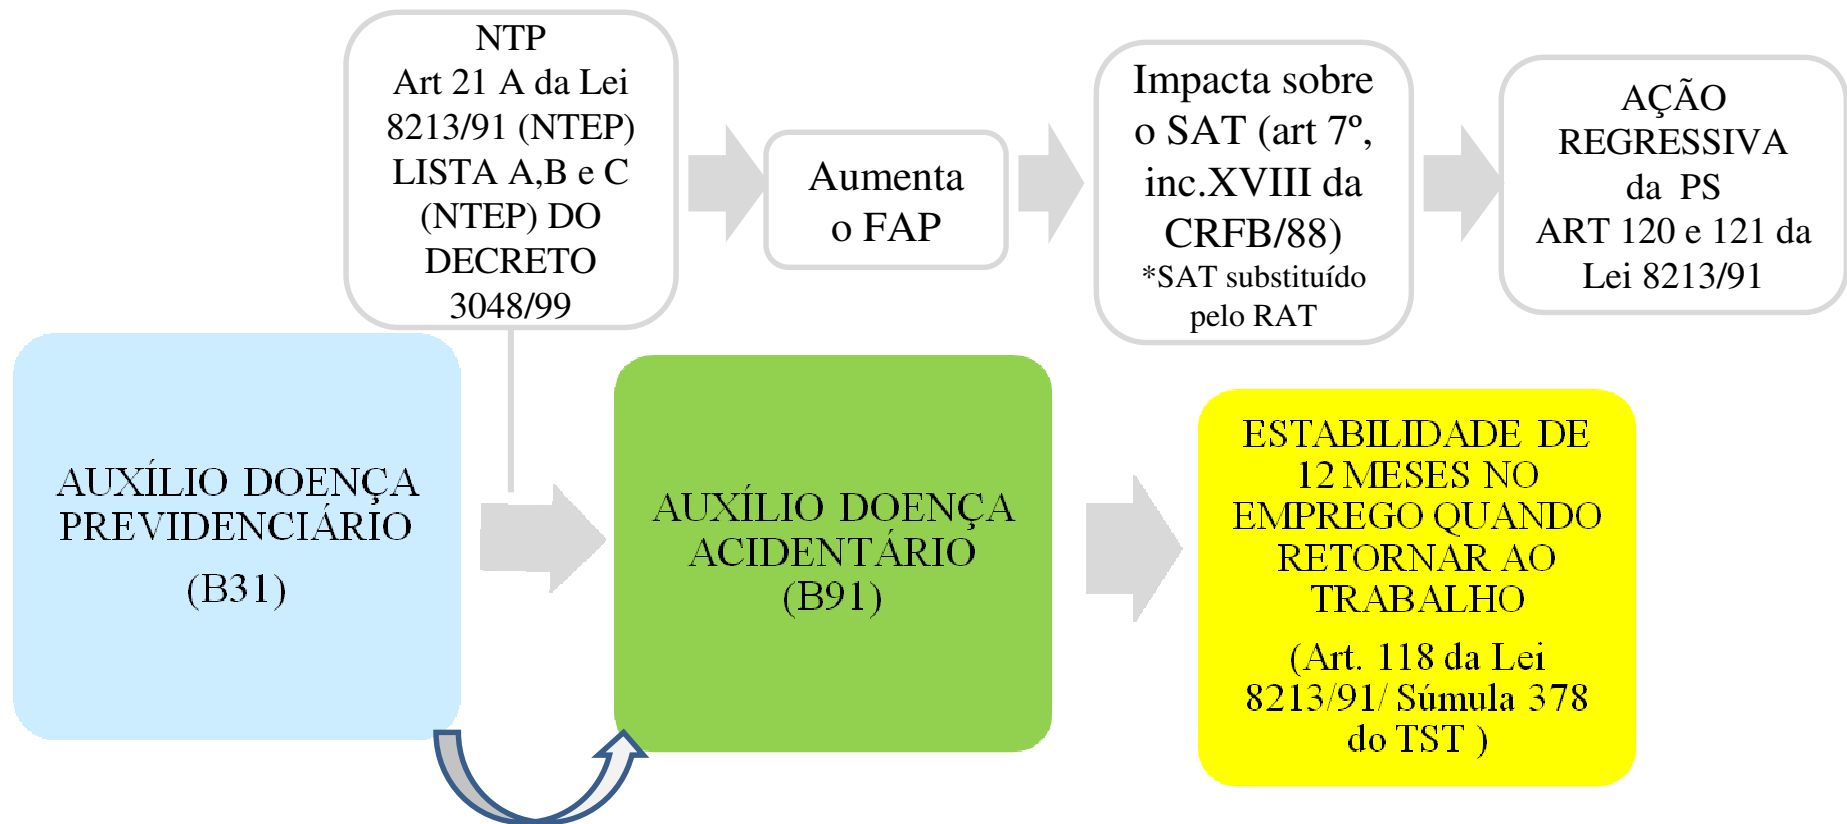 NTP
Art 21 A da Lei
8213/91 (NTEP)
LISTA A,B e C
(NTEP) DO
DECRETO
3048/99
Aumenta
o FAP
Impacta sobre
o SAT (art 7º,
inc.XVIII da
CRFB/88)
*SAT substituído
pelo RAT
AÇÃO
REGRESSIVA
da PS
ART 120 e 121 da
Lei 8213/91
AUXÍLIO DOENÇA
PREVIDENCIÁRIO
(B31)
AUXÍLIO DOENÇA
ACIDENTÁRIO
(B91)
ESTABILIDADE DE
12 MESES NO
EMPREGO QUANDO
RETORNAR AO
TRABALHO
(Art. 118 da Lei
8213/91/ Súmula 378
do TST )